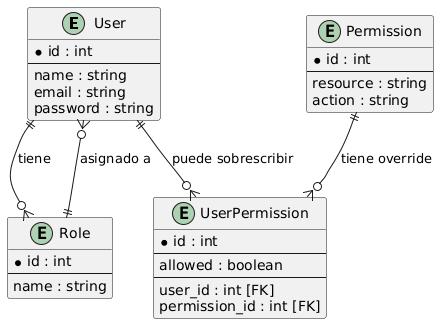 E User
* id : int
name : string
email : string
password : string
E Permission
* id : int
resource : string
action : string
tiene
asignado a
puede sobrescribir
tiene override
E Role
* id : int
name : string
E UserPermission
* id : int
allowed : boolean
user_id : int [FK]
permission_id : int [FK]